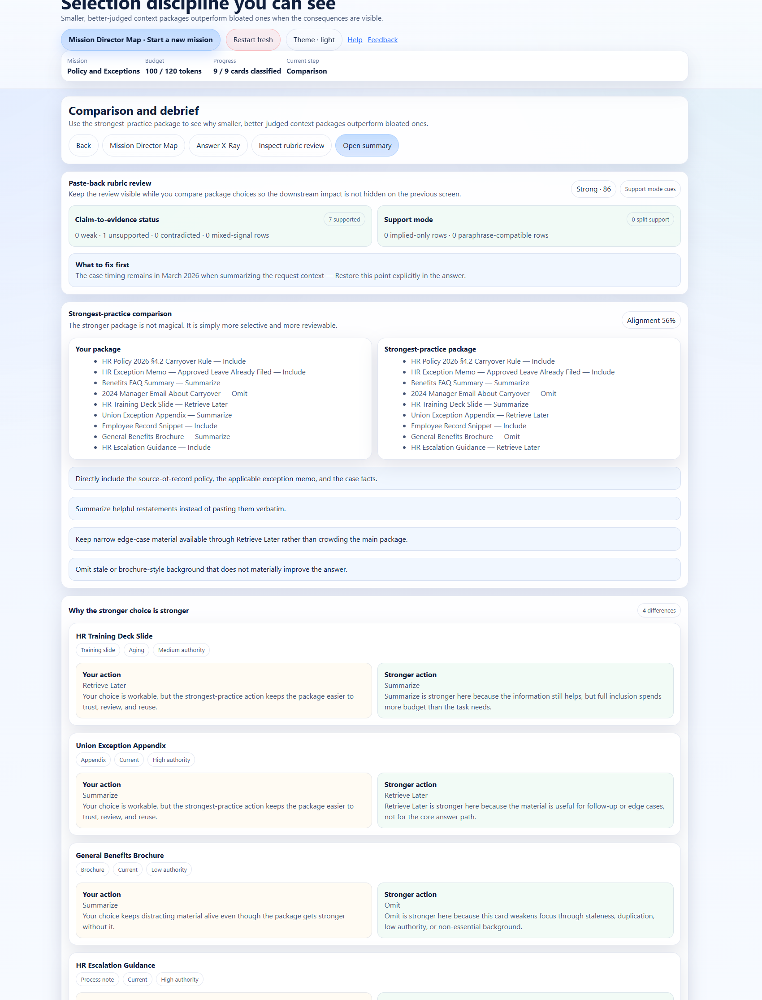 Selection discipline you can see
Smaller, better-judged context packages outperform bloated ones when the consequences are visible.
Mission Director Map · Start a new mission
Restart fresh
Theme · light
Help
Feedback
Mission
Policy and Exceptions
Budget
100 / 120 tokens
Progress
9 / 9 cards classified
Current step
Comparison
Comparison and debrief
Use the strongest-practice package to see why smaller, better-judged context packages outperform bloated ones.
Back
Mission Director Map
Answer X-Ray
Inspect rubric review
Open summary
Paste-back rubric review
Keep the review visible while you compare package choices so the downstream impact is not hidden on the previous screen.
Strong · 86
Support mode cues
Claim-to-evidence status
7 supported
0 weak · 1 unsupported · 0 contradicted · 0 mixed-signal rows
Support mode
0 split support
0 implied-only rows · 0 paraphrase-compatible rows
What to fix first
The case timing remains in March 2026 when summarizing the request context — Restore this point explicitly in the answer.
Strongest-practice comparison
The stronger package is not magical. It is simply more selective and more reviewable.
Alignment 56%
Your package
• HR Policy 2026 §4.2 Carryover Rule — Include
• HR Exception Memo — Approved Leave Already Filed — Include
• Benefits FAQ Summary — Summarize
• 2024 Manager Email About Carryover — Omit
• HR Training Deck Slide — Retrieve Later
• Union Exception Appendix — Summarize
• Employee Record Snippet — Include
• General Benefits Brochure — Summarize
• HR Escalation Guidance — Include
Strongest-practice package
• HR Policy 2026 §4.2 Carryover Rule — Include
• HR Exception Memo — Approved Leave Already Filed — Include
• Benefits FAQ Summary — Summarize
• 2024 Manager Email About Carryover — Omit
• HR Training Deck Slide — Summarize
• Union Exception Appendix — Retrieve Later
• Employee Record Snippet — Include
• General Benefits Brochure — Omit
• HR Escalation Guidance — Retrieve Later
Directly include the source-of-record policy, the applicable exception memo, and the case facts.
Summarize helpful restatements instead of pasting them verbatim.
Keep narrow edge-case material available through Retrieve Later rather than crowding the main package.
Omit stale or brochure-style background that does not materially improve the answer.
Why the stronger choice is stronger
4 differences
HR Training Deck Slide
Training slide
Aging
Medium authority
Your action
Retrieve Later
Your choice is workable, but the strongest-practice action keeps the package easier to
trust, review, and reuse.
Stronger action
Summarize
Summarize is stronger here because the information still helps, but full inclusion spends
more budget than the task needs.
Union Exception Appendix
Appendix
Current
High authority
Your action
Summarize
Your choice is workable, but the strongest-practice action keeps the package easier to
trust, review, and reuse.
Stronger action
Retrieve Later
Retrieve Later is stronger here because the material is useful for follow-up or edge cases,
not for the core answer path.
General Benefits Brochure
Brochure
Current
Low authority
Your action
Summarize
Your choice keeps distracting material alive even though the package gets stronger
without it.
Stronger action
Omit
Omit is stronger here because this card weakens focus through staleness, duplication,
low authority, or non-essential background.
HR Escalation Guidance
Process note
Current
High authority